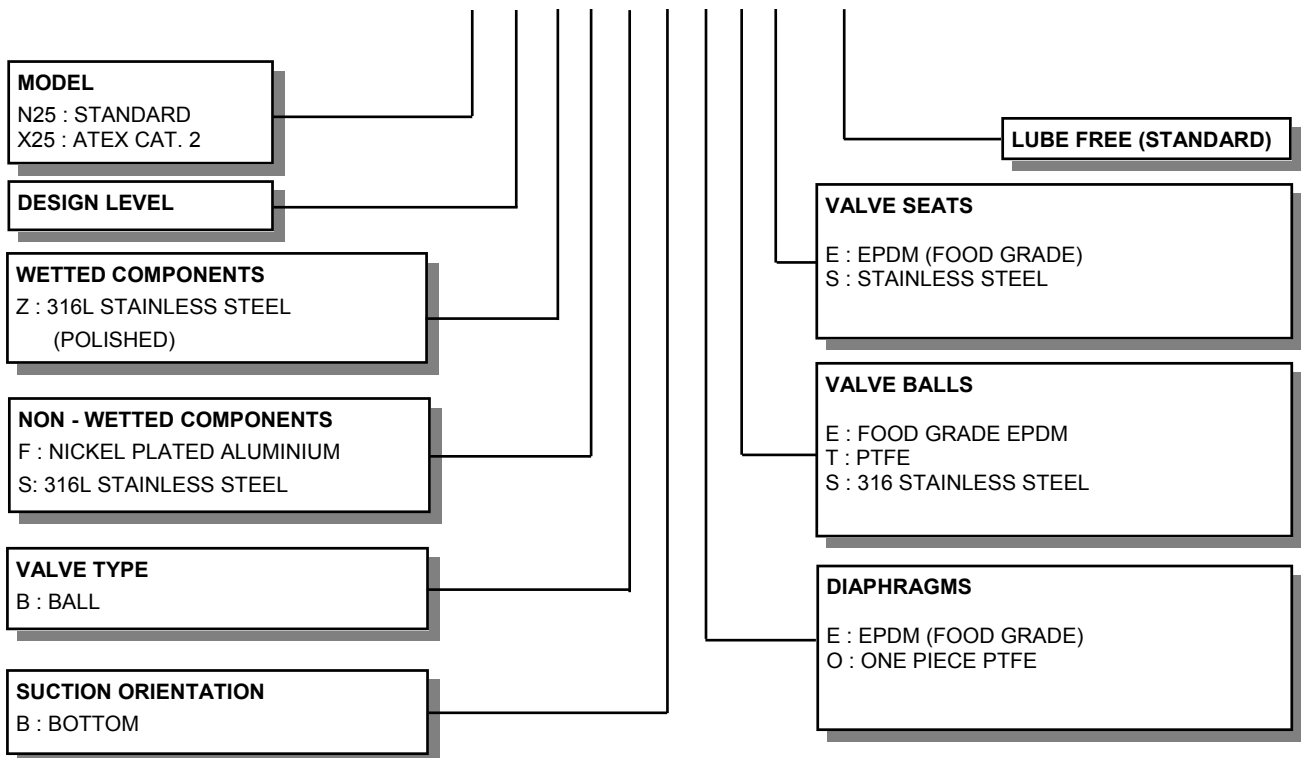 MODEL
N25 : STANDARD
X25 : ATEX CAT. 2
DESIGN LEVEL
WETTED COMPONENTS
Z : 316L STAINLESS STEEL
(POLISHED)
NON - WETTED COMPONENTS
F : NICKEL PLATED ALUMINIUM
S: 316L STAINLESS STEEL
VALVE TYPE
B : BALL
SUCTION ORIENTATION
B : BOTTOM
LUBE FREE (STANDARD)
VALVE SEATS
E : EPDM (FOOD GRADE)
S : STAINLESS STEEL
VALVE BALLS
E : FOOD GRADE EPDM
T : PTFE
S : 316 STAINLESS STEEL
DIAPHRAGMS
E : EPDM (FOOD GRADE)
O : ONE PIECE PTFE